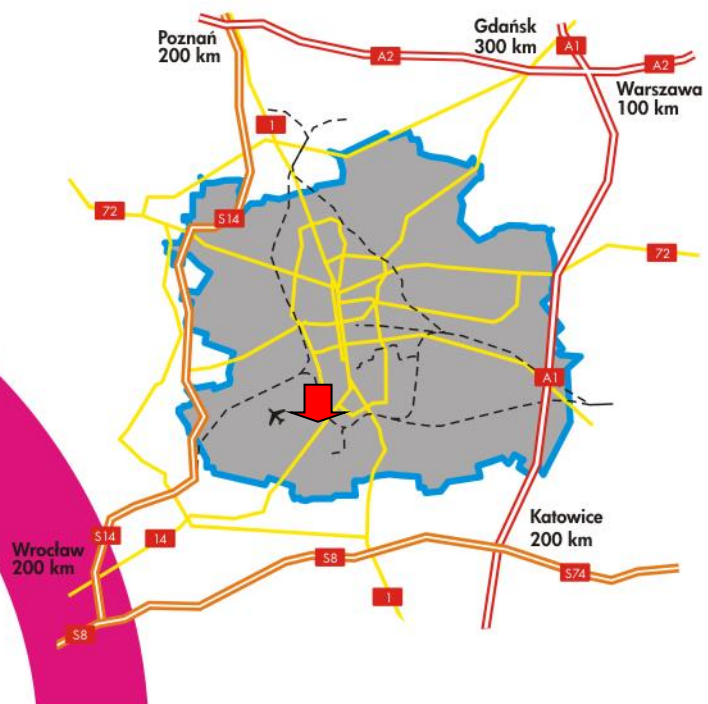 Gdańsk
300 km
A1
Poznań
200 km
A2
A2
Warszawa
100 km
1
72
S14
72
A1
Katowice
200 km
S14
14
Wrocław
200 km
S8
S74
1
S8